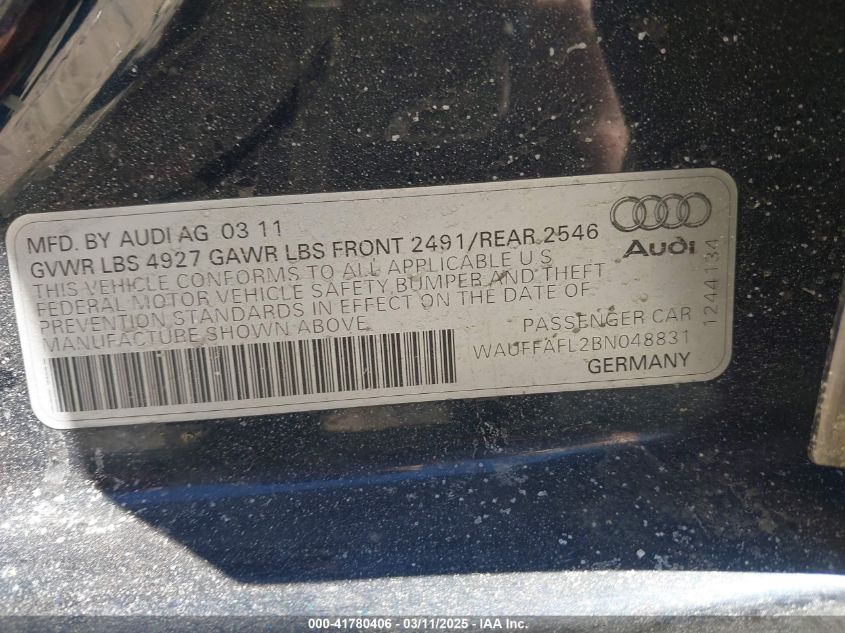 MFD. BY AUDI AG 03 11
GVWR LBS 4927 GAWR LBS FRONT 2491/REAR 2546
THIS VEHICLE CONFORMS TO ALL APPLICABLE U S
FEDERAL MOTOR VEHICLE SAFETY, BUMPER AND THEFT
PREVENTION STANDARDS IN EFFECT ON THE DATE OF
MANUFACTURE SHOWN ABOVE
Audi
1244134
PASSENGER CAR
WAUFFAFL2BN048831
GERMANY
000-41780406 - 03/11/2025 - IAA Inc.